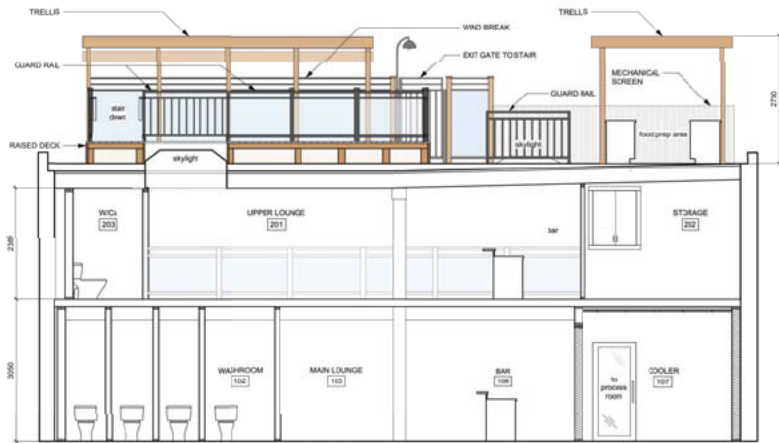 TRELLIS
WIND BREAK
TRELLIS
GUARD RAIL
EXIT GATE TO STAIR
MECHANICAL
SCREEN
GUARD RAIL
stair
down
2750
RAISED DECK
skylight
skylight
food prep area
W/Cs
203
UPPER LOUNGE
201
bar
STORAGE
202
2385
WASHROOM
102
MAIN LOUNGE
BAR
COOLER
107
to
process
room
3050